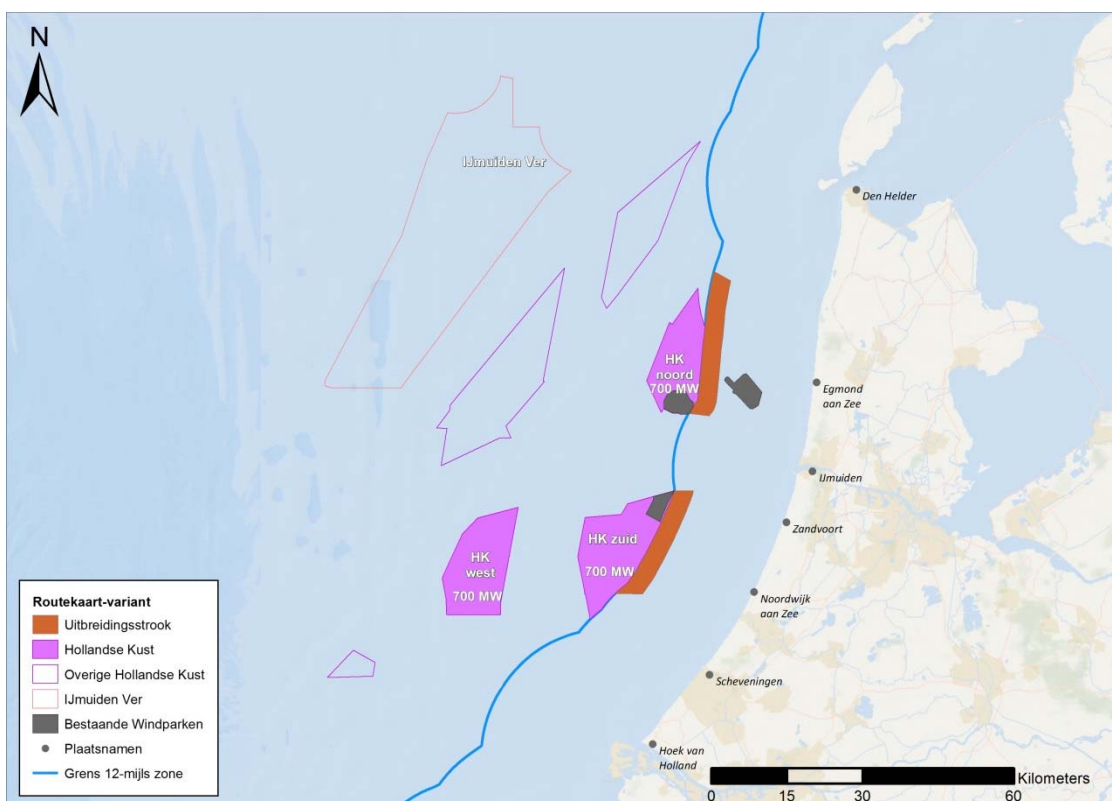 N
IJmuiden Ver
Den Helder
HK
noord
700 MW
Egmond
aan Zee
IJmuiden
Zandvoort
HK zuid
700 MW
HK
west
700 MW
Noordwijk
aan Zee
Scheveningen
Hoek van
Holland
Routekaart-variant
Uitbreidingsstrook
Hollandse Kust
Overige Hollandse Kust
IJmuiden Ver
Bestaande Windparken
Plaatsnamen
Grens 12-mijls zone
Kilometers
0 15 30 60